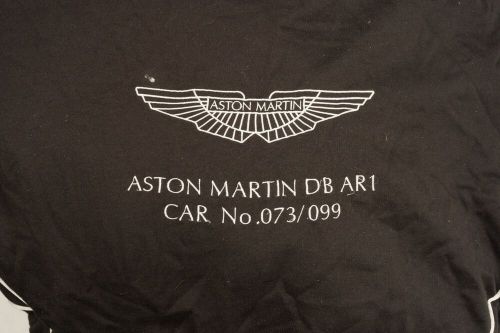 ASTON MARTIN
ASTON MARTIN DB AR1
CAR No.073/099